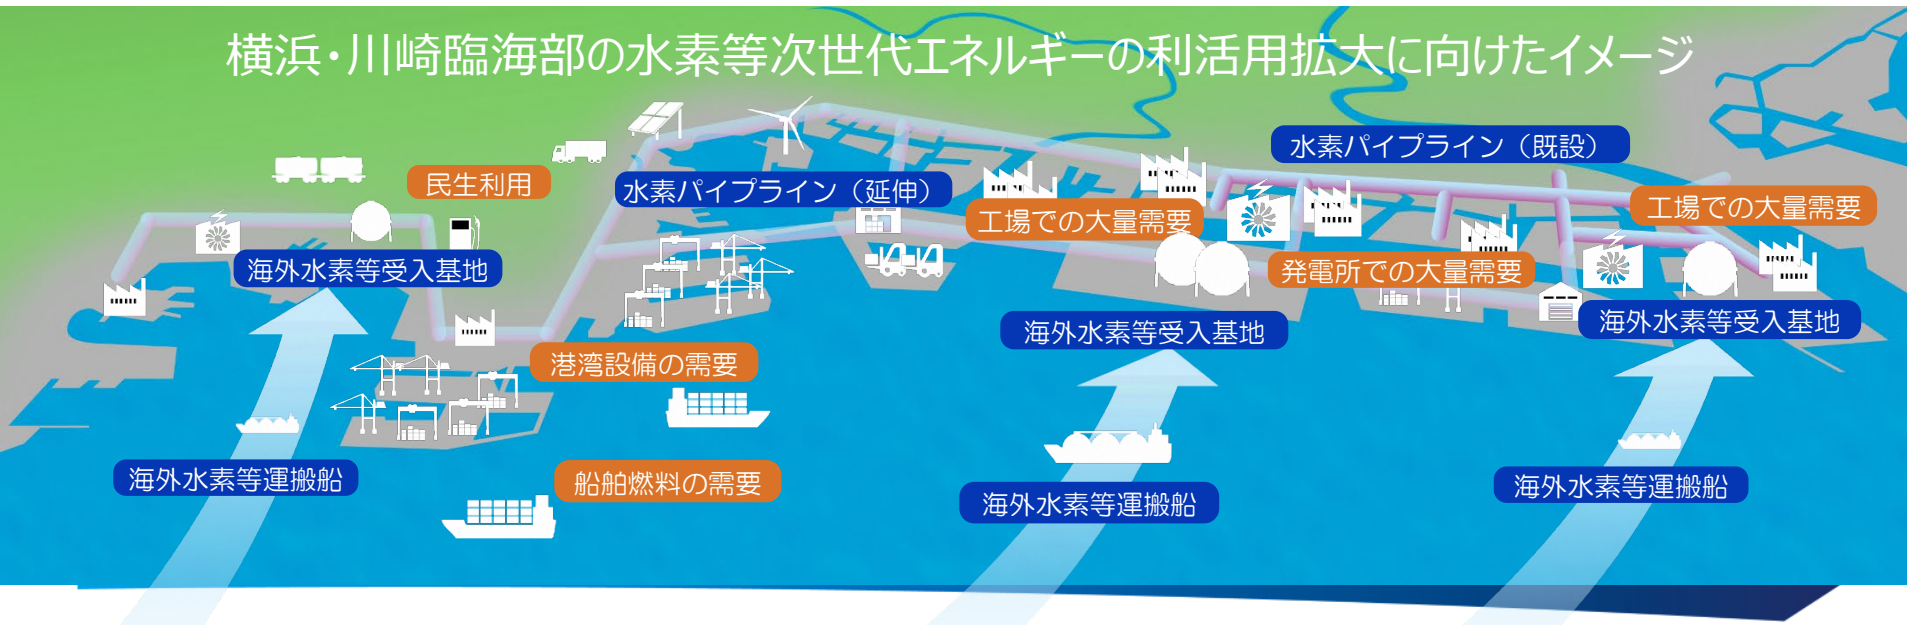 横浜・川崎臨海部の水素等次世代エネルギーの利活用拡大に向けたイメージ
水素パイプライン（既設）
民生利用
水素パイプライン（延伸）
工場での大量需要
工場での大量需要
海外水素等受入基地
発電所での大量需要
海外水素等受入基地
海外水素等受入基地
港湾設備の需要
海外水素等運搬船
船舶燃料の需要
海外水素等運搬船
海外水素等運搬船